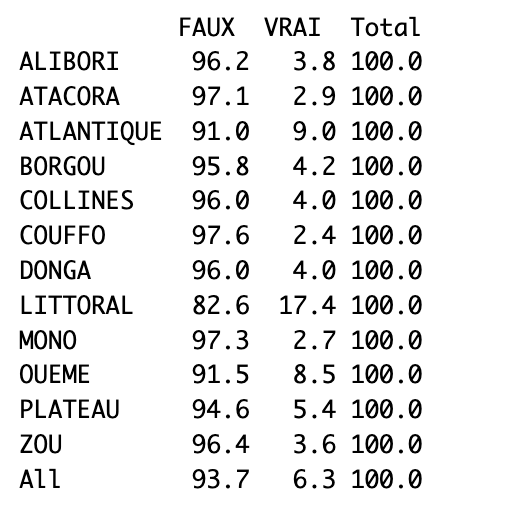 FAUX VRAI Total
ALIBORI 96.2 3.8 100.0
ATACORA 97.1 2.9 100.0
ATLANTIQUE 91.0 9.0 100.0
BORGOU 95.8 4.2 100.0
COLLINES 96.0 4.0 100.0
COUFFO 97.6 2.4 100.0
DONGA 96.0 4.0 100.0
LITTORAL 82.6 17.4 100.0
MONO 97.3 2.7 100.0
OUEME 91.5 8.5 100.0
PLATEAU 94.6 5.4 100.0
ZOU 96.4 3.6 100.0
All 93.7 6.3 100.0